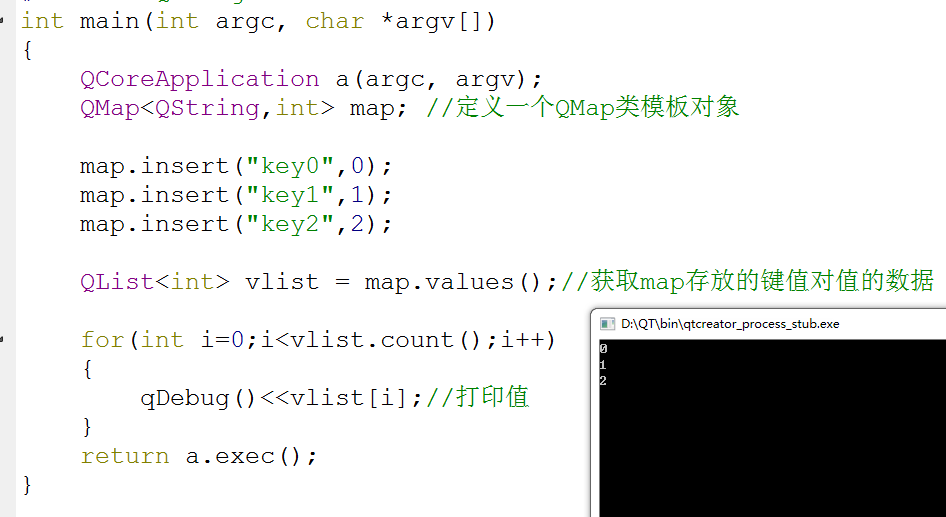 int main(int argc, char *argv[])
{
    QCoreApplication a(argc, argv);
    QMap<QString,int> map; //定义一个QMap类模板对象
    map.insert("key0",0);
    map.insert("key1",1);
    map.insert("key2",2);
    QList<int> vlist = map.values();//获取map存放的键值对值的数据
    for(int i=0;i<vlist.count();i++)
    {
        qDebug()<<vlist[i];//打印值
    }
    return a.exec();
}
D:\QT\bin\qtcreator_process_stub.exe
0
1
2